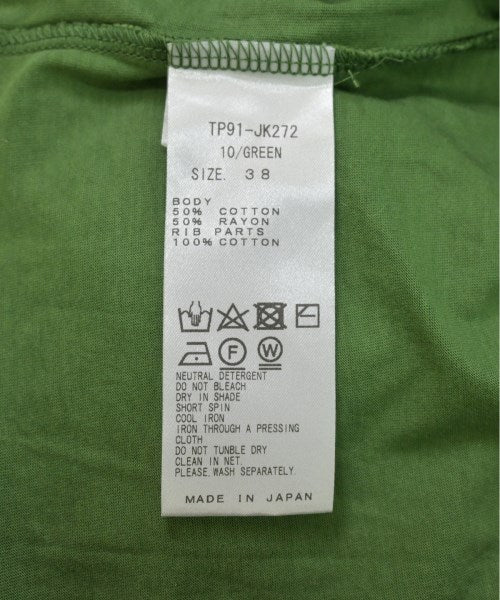 TP91-JK272
10/GREEN
SIZE. 38
BODY
50% COTTON
50% RAYON
RIB PARTS
100% COTTON
F W
NEUTRAL DETERGENT
DO NOT BLEACH
DRY IN SHADE
SHORT SPIN
COOL IRON
IRON THROUGH A PRESSING
CLOTH
DO NOT TUNBLE DRY
CLEAN IN NET.
PLEASE WASH SEPARATELY.
MADE IN JAPAN